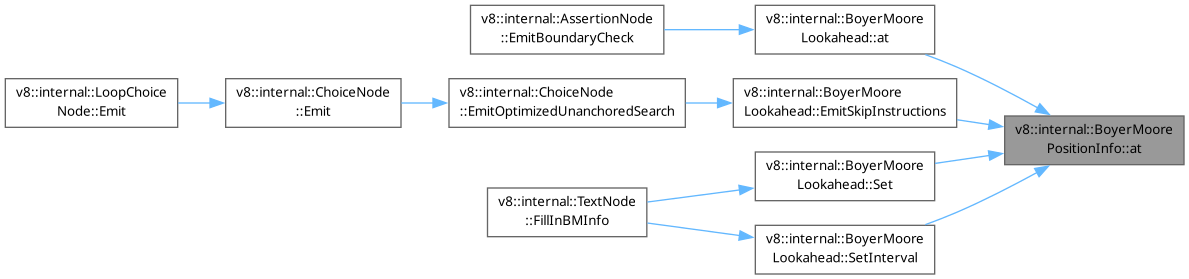 v8::internal::AssertionNode
::EmitBoundaryCheck
v8::internal::BoyerMoore
Lookahead::at
v8::internal::LoopChoice
Node::Emit
v8::internal::ChoiceNode
::Emit
v8::internal::ChoiceNode
::EmitOptimizedUnanchoredSearch
v8::internal::BoyerMoore
Lookahead::EmitSkipInstructions
v8::internal::BoyerMoore
PositionInfo::at
v8::internal::BoyerMoore
Lookahead::Set
v8::internal::TextNode
::FillInBMInfo
v8::internal::BoyerMoore
Lookahead::SetInterval